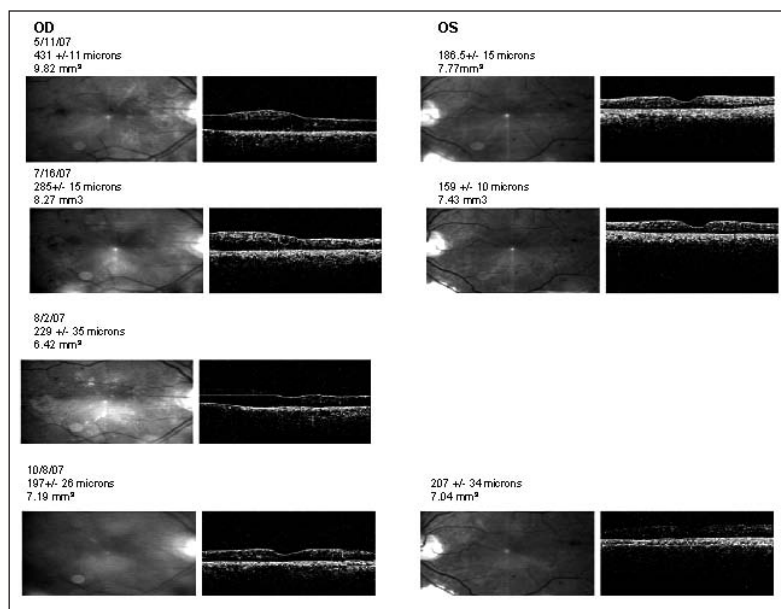 OD
5/11/07
431 +/-11 microns
9.82 mm³
OS
186.5+/- 15 microns
7.77mm³
7/16/07
285+/- 15 microns
8.27 mm3
159 +/- 10 microns
7.43 mm3
8/2/07
229 +/- 35 microns
6.42 mm³
10/8/07
197+/- 26 microns
7.19 mm³
207 +/- 34 microns
7.04 mm³